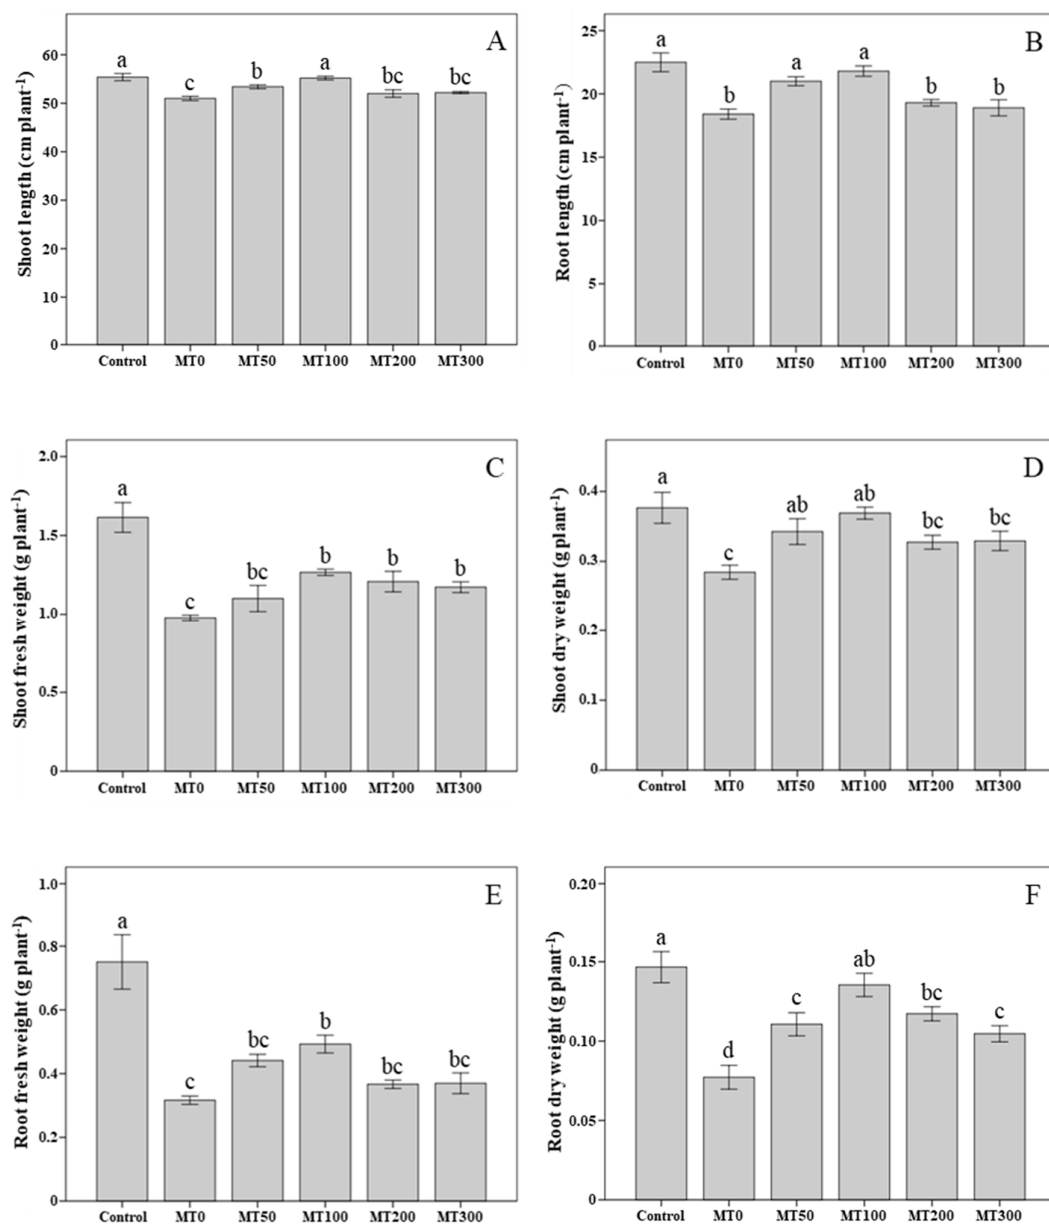 A
Shoot length (cm plant⁻¹)
60
50
40
30
20
10
0
a c b a bc bc
Control MT0 MT50 MT100 MT200 MT300
B
Root length (cm plant⁻¹)
25
20
15
10
5
0
a b a a b b
Control MT0 MT50 MT100 MT200 MT300
C
Shoot fresh weight (g plant⁻¹)
2.0
1.5
1.0
0.5
0
a c bc b b b
Control MT0 MT50 MT100 MT200 MT300
D
Shoot dry weight (g plant⁻¹)
0.4
0.3
0.2
0.1
0
a c ab ab bc bc
Control MT0 MT50 MT100 MT200 MT300
E
Root fresh weight (g plant⁻¹)
1.0
0.8
0.6
0.4
0.2
0
a c bc b bc bc
Control MT0 MT50 MT100 MT200 MT300
F
Root dry weight (g plant⁻¹)
0.20
0.15
0.10
0.05
0
a d c ab bc c
Control MT0 MT50 MT100 MT200 MT300